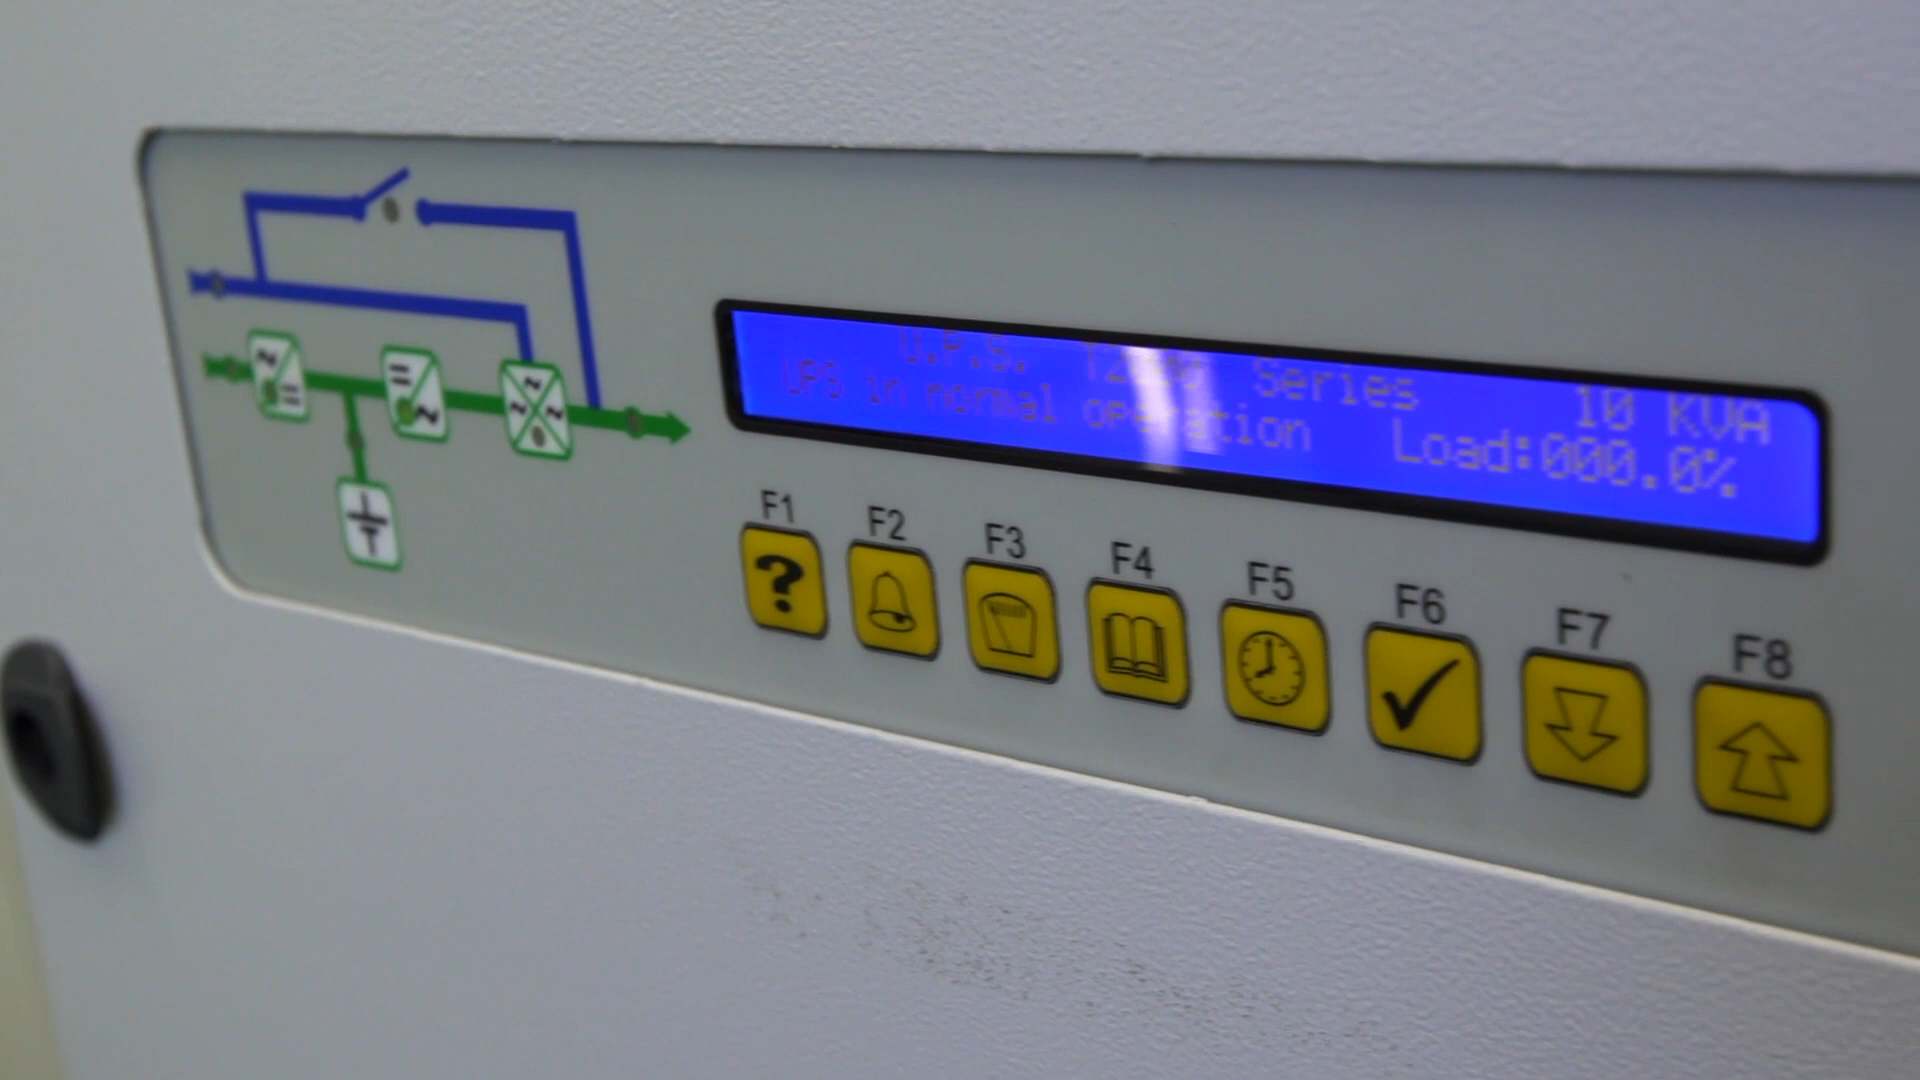 U.P.S. Series 10 KVA
UPS in normal operation Load:000.0%
F1 F2 F3 F4 F5 F6 F7 F8
?